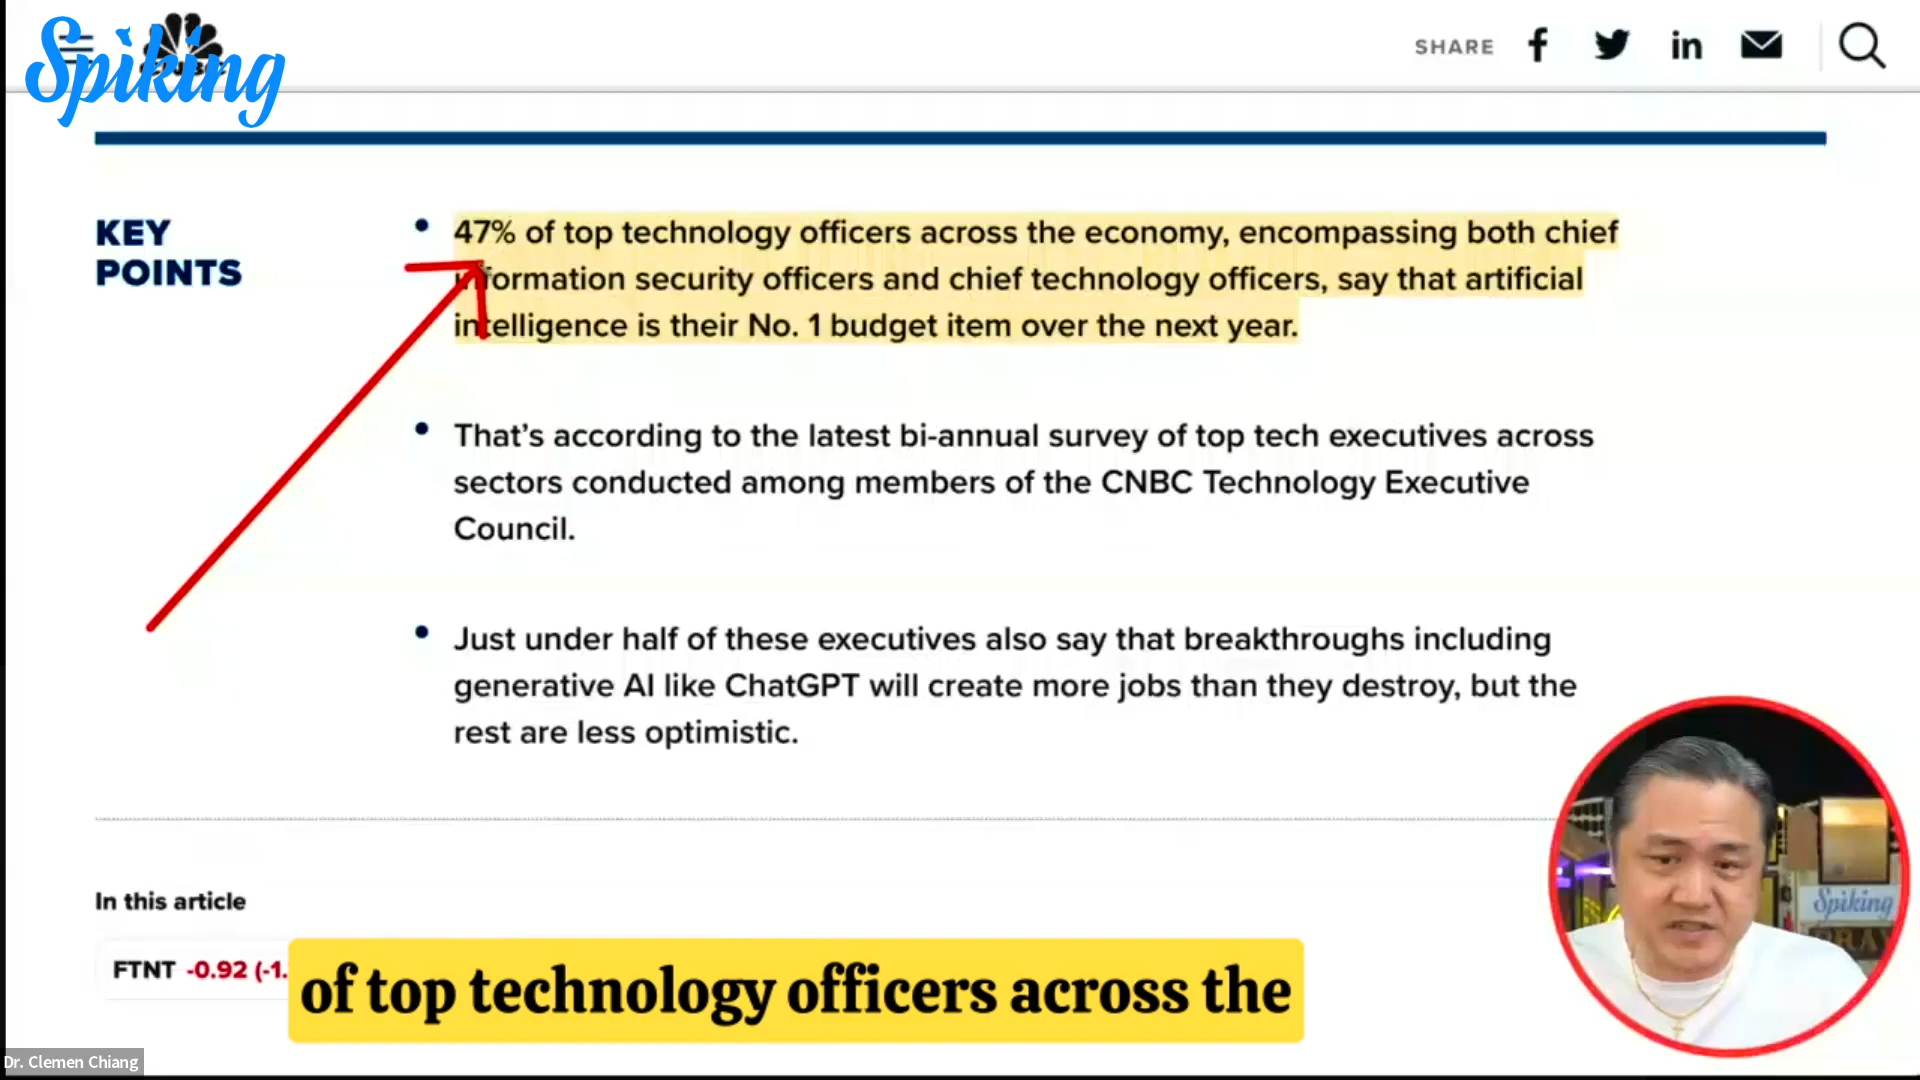 Spiking
SHARE
KEY
POINTS
47% of top technology officers across the economy, encompassing both chief
information security officers and chief technology officers, say that artificial
intelligence is their No. 1 budget item over the next year.
That’s according to the latest bi-annual survey of top tech executives across
sectors conducted among members of the CNBC Technology Executive
Council.
Just under half of these executives also say that breakthroughs including
generative AI like ChatGPT will create more jobs than they destroy, but the
rest are less optimistic.
In this article
FTNT -0.92 (-1.
of top technology officers across the
Spiking
Dr. Clemen Chiang